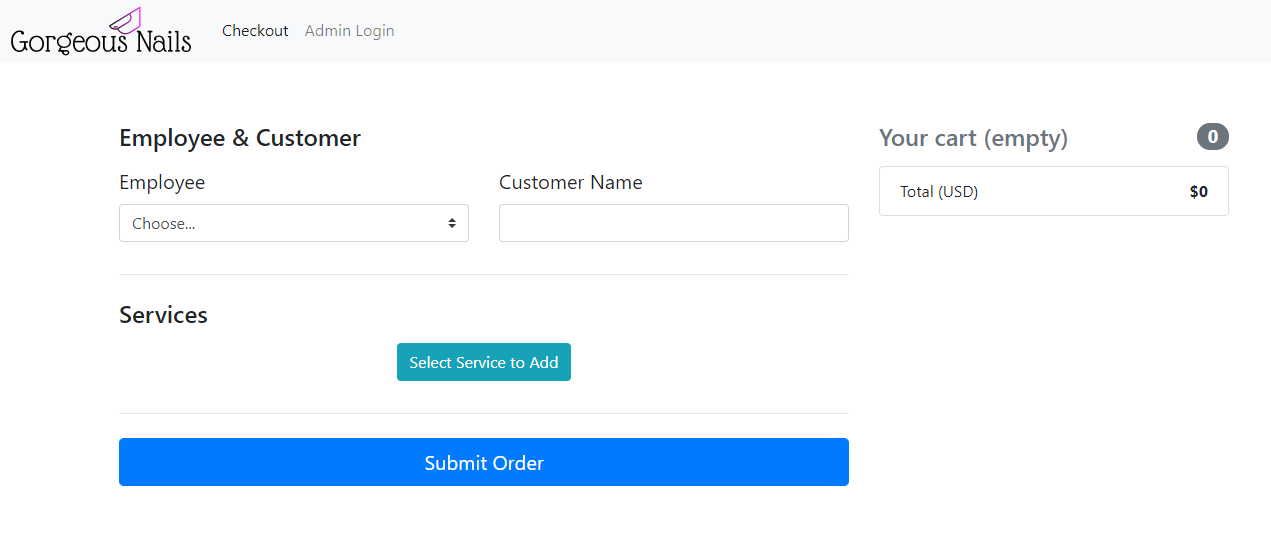 Gorgeous Nails
Checkout
Admin Login
Employee & Customer
Employee
Choose...
Customer Name
Services
Select Service to Add
Submit Order
Your cart (empty)
0
Total (USD)
$0